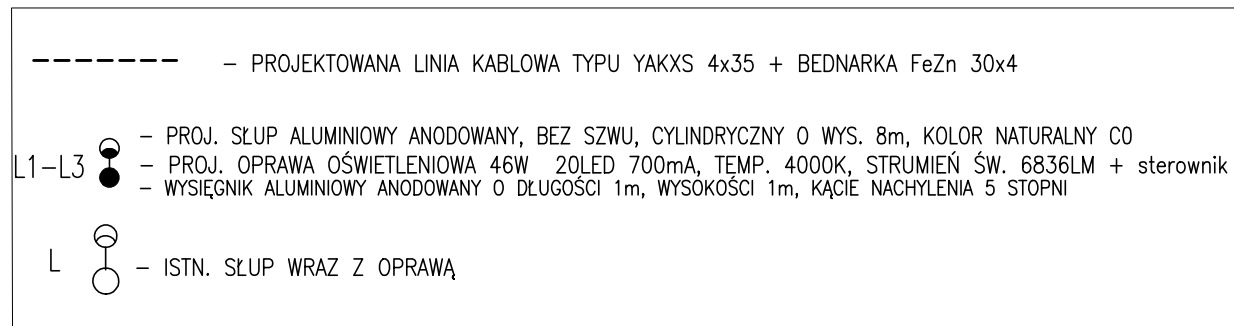 – PROJEKTOWANA LINIA KABLOWA TYPU YAKXS 4x35 + BEDNARKA FeZn 30x4
– PROJ. SŁUP ALUMINIOWY ANODOWANY, BEZ SZWU, CYLINDRYCZNY O WYS. 8m, KOLOR NATURALNY C0
L1–L3 – PROJ. OPRAWA OŚWIETLENIOWA 46W 20LED 700mA, TEMP. 4000K, STRUMIEŃ ŚW. 6836LM + sterownik
– WYSIĘGNIK ALUMINIOWY ANODOWANY O DŁUGOŚCI 1m, WYSOKOŚCI 1m, KĄCIE NACHYLENIA 5 STOPNI
L – ISTN. SŁUP WRAZ Z OPRAWĄ